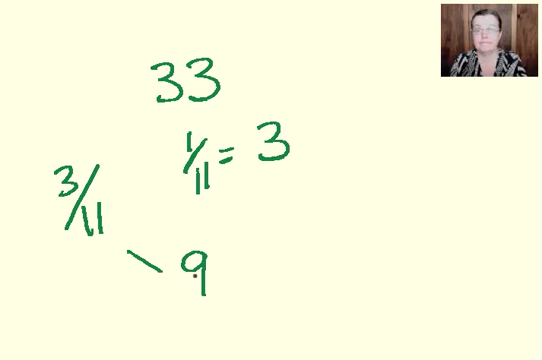 33
1/11 = 3
3/11
\ 9